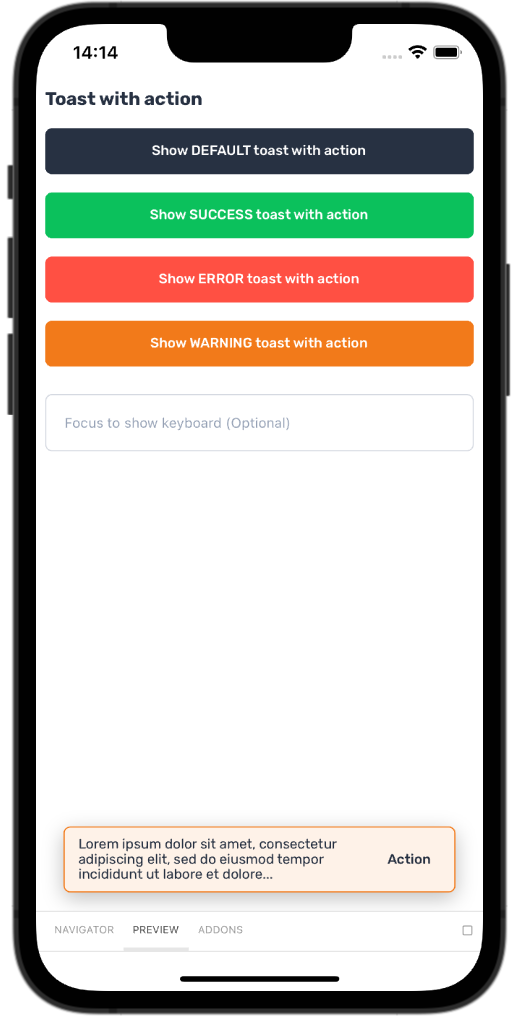 14:14
Toast with action
Show DEFAULT toast with action
Show SUCCESS toast with action
Show ERROR toast with action
Show WARNING toast with action
Focus to show keyboard (Optional)
Lorem ipsum dolor sit amet, consectetur
adipiscing elit, sed do eiusmod tempor
incididunt ut labore et dolore...
Action
NAVIGATOR PREVIEW ADDONS